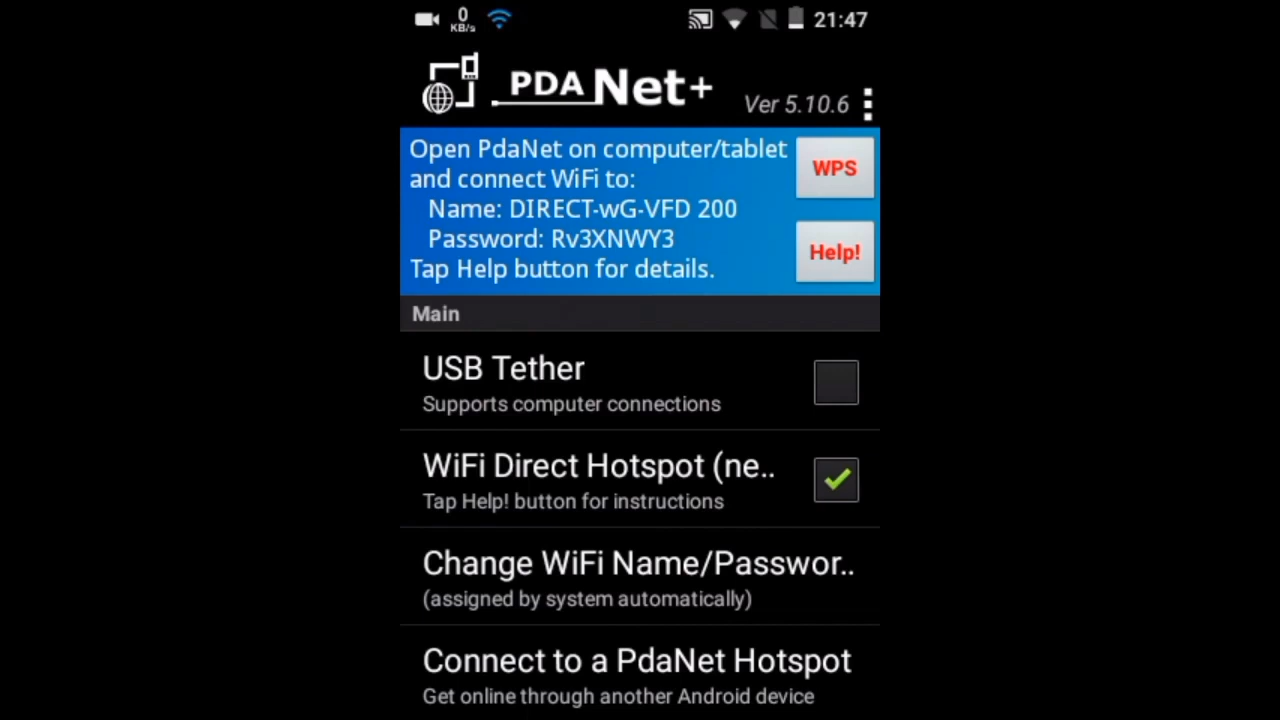 0
KB/s
21:47
PDA Net+
Ver 5.10.6
Open PdaNet on computer/tablet
and connect WiFi to:
Name: DIRECT-wG-VFD 200
Password: Rv3XNWY3
Tap Help button for details.
WPS
Help!
Main
USB Tether
Supports computer connections
WiFi Direct Hotspot (ne..
Tap Help! button for instructions
Change WiFi Name/Passwor..
(assigned by system automatically)
Connect to a PdaNet Hotspot
Get online through another Android device